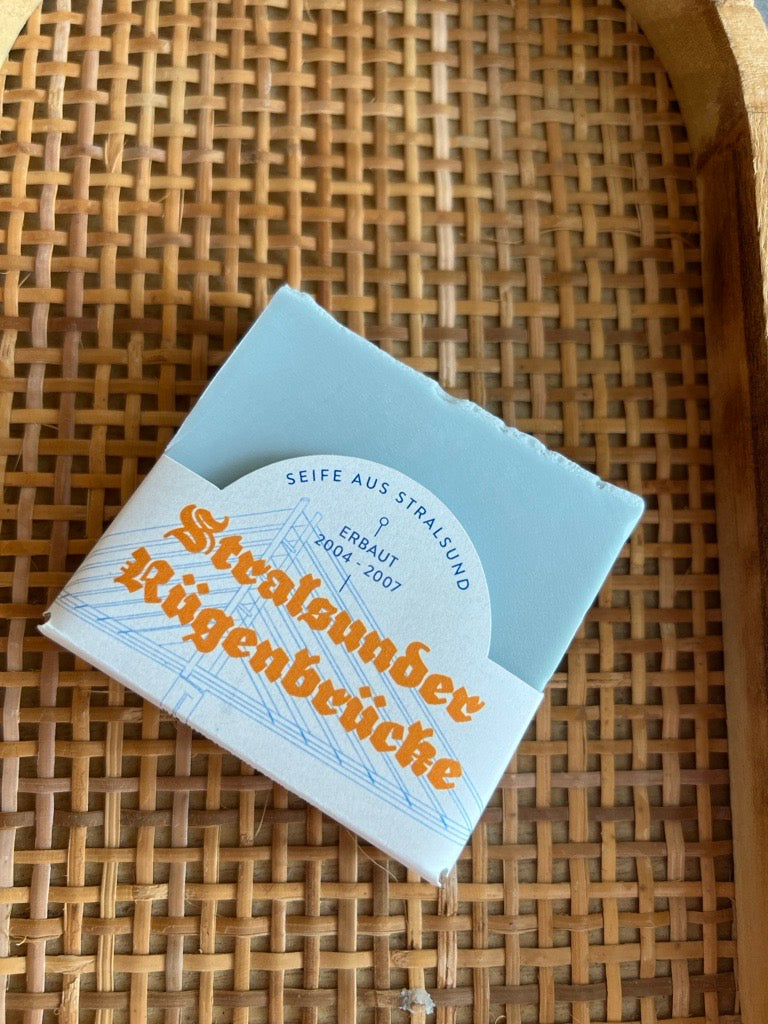 SEIFE AUS STRALSUND
ERBAUT
2004 - 2007
Stralsunder
Rügenbrücke